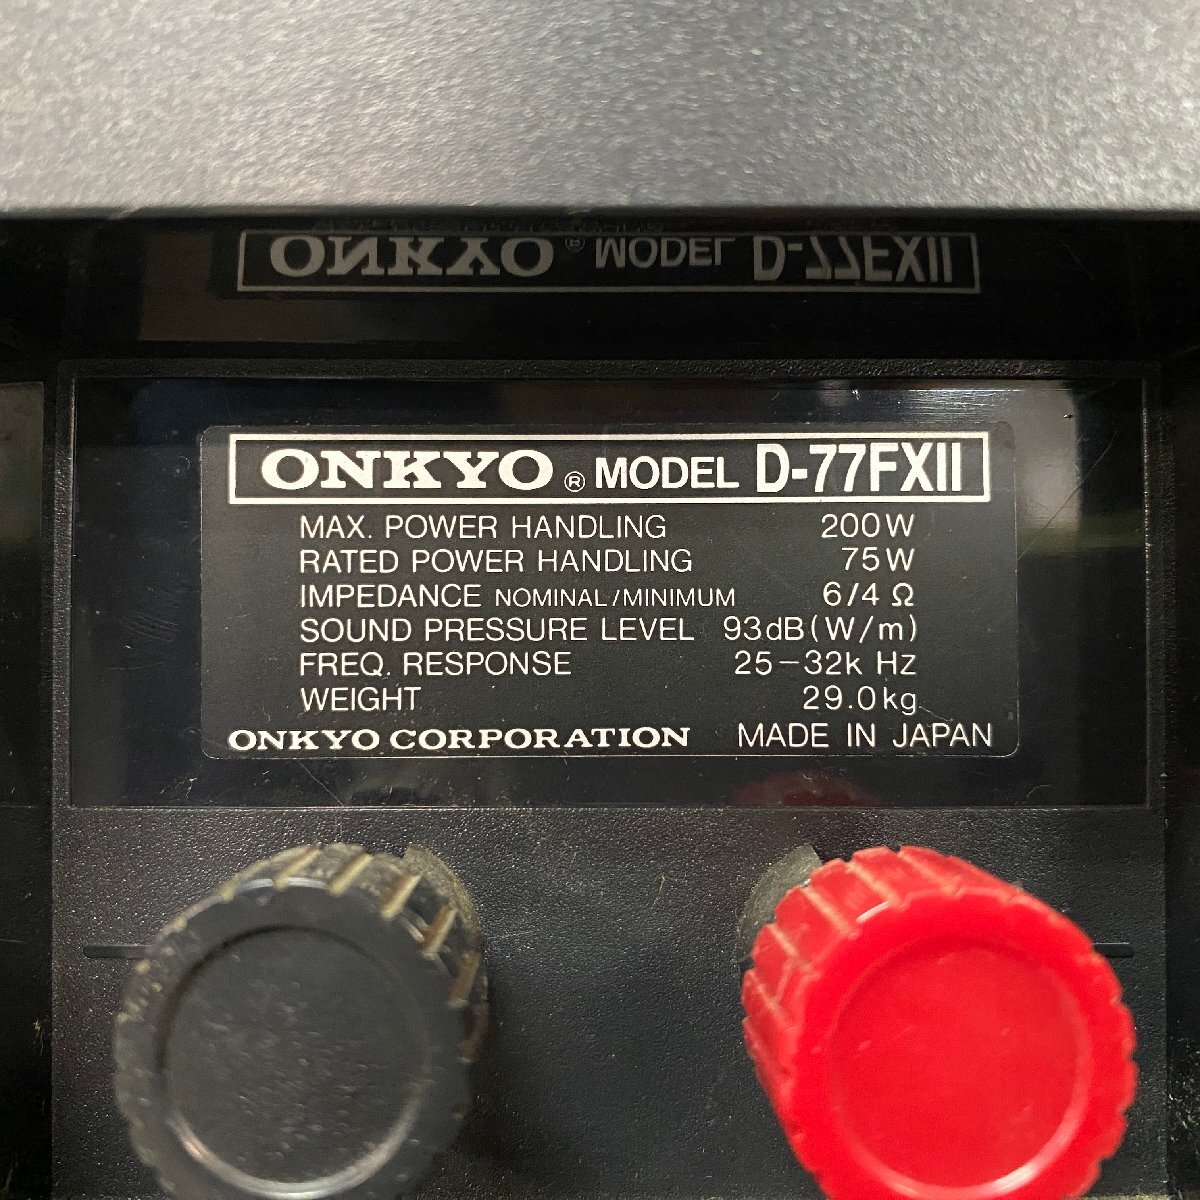 ONKYO ® MODEL D-77FXII
ONKYO ® MODEL D-77FXII
MAX. POWER HANDLING 200W
RATED POWER HANDLING 75W
IMPEDANCE NOMINAL/MINIMUM 6/4 Ω
SOUND PRESSURE LEVEL 93dB(W/m)
FREQ. RESPONSE 25-32k Hz
WEIGHT 29.0kg
ONKYO CORPORATION MADE IN JAPAN